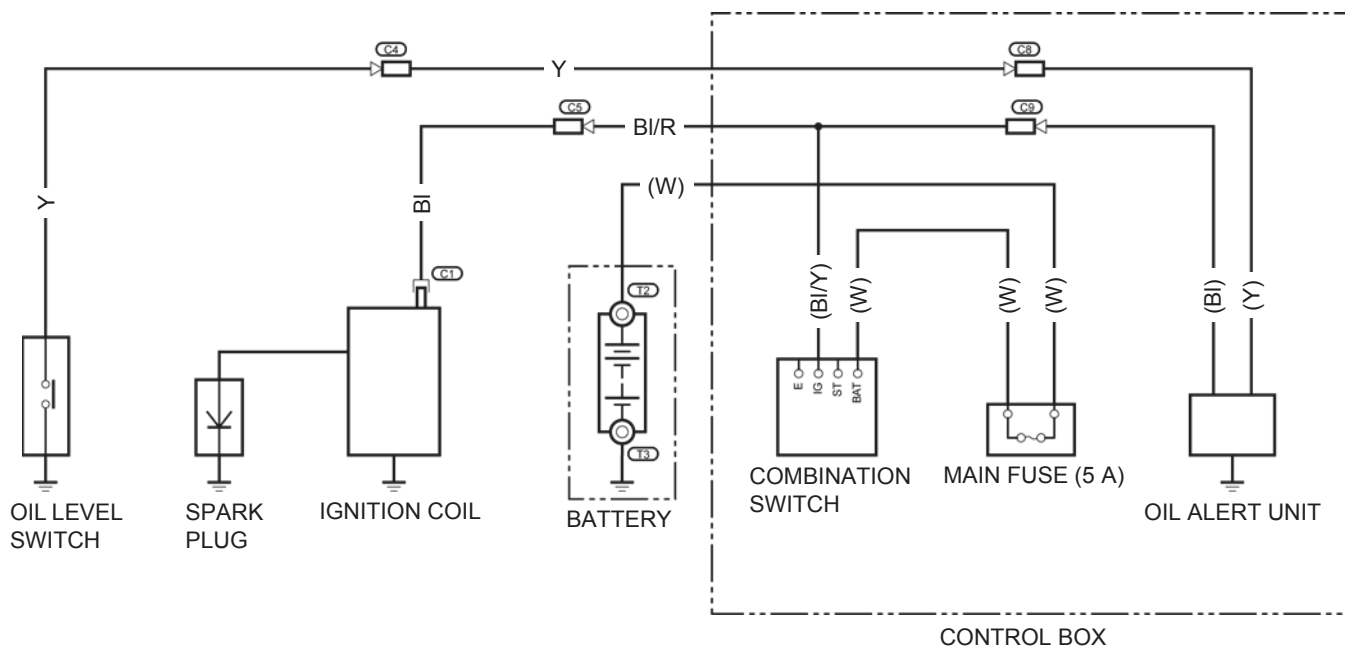 C4
Y
C8
C5
Bl/R
C9
(W)
Y
Bl
C1
T2
(Bl/Y)
(W)
(W)
(W)
(Bl)
(Y)
E
IG
ST
BAT
T3
OIL LEVEL
SWITCH
SPARK
PLUG
IGNITION COIL
BATTERY
COMBINATION
SWITCH
MAIN FUSE (5 A)
OIL ALERT UNIT
CONTROL BOX